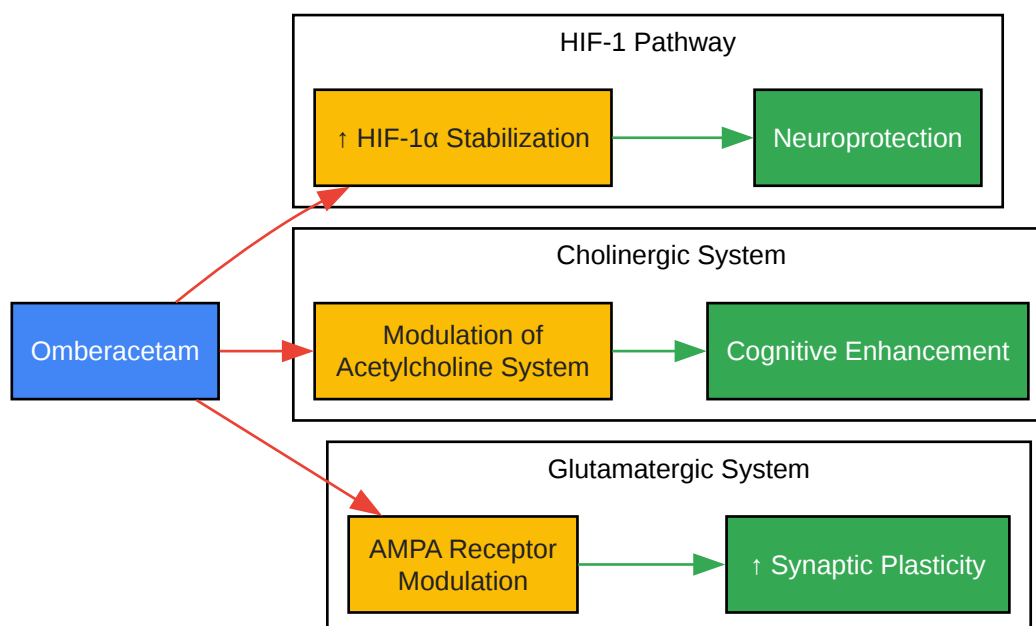 HIF-1 Pathway
↑ HIF-1α Stabilization
Neuroprotection
Cholinergic System
Omberacetam
Modulation of
Acetylcholine System
Cognitive Enhancement
Glutamatergic System
AMPA Receptor
Modulation
↑ Synaptic Plasticity